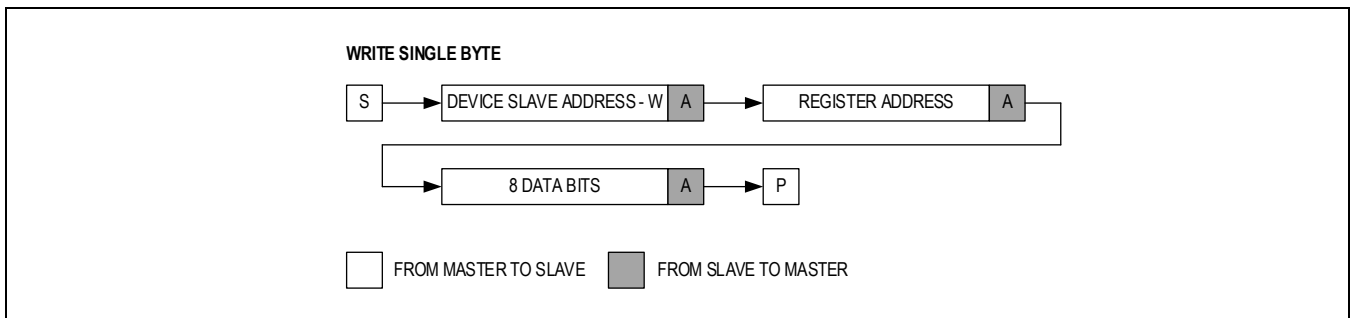 WRITE SINGLE BYTE
S DEVICE SLAVE ADDRESS - W A REGISTER ADDRESS A
8 DATA BITS A P
FROM MASTER TO SLAVE FROM SLAVE TO MASTER